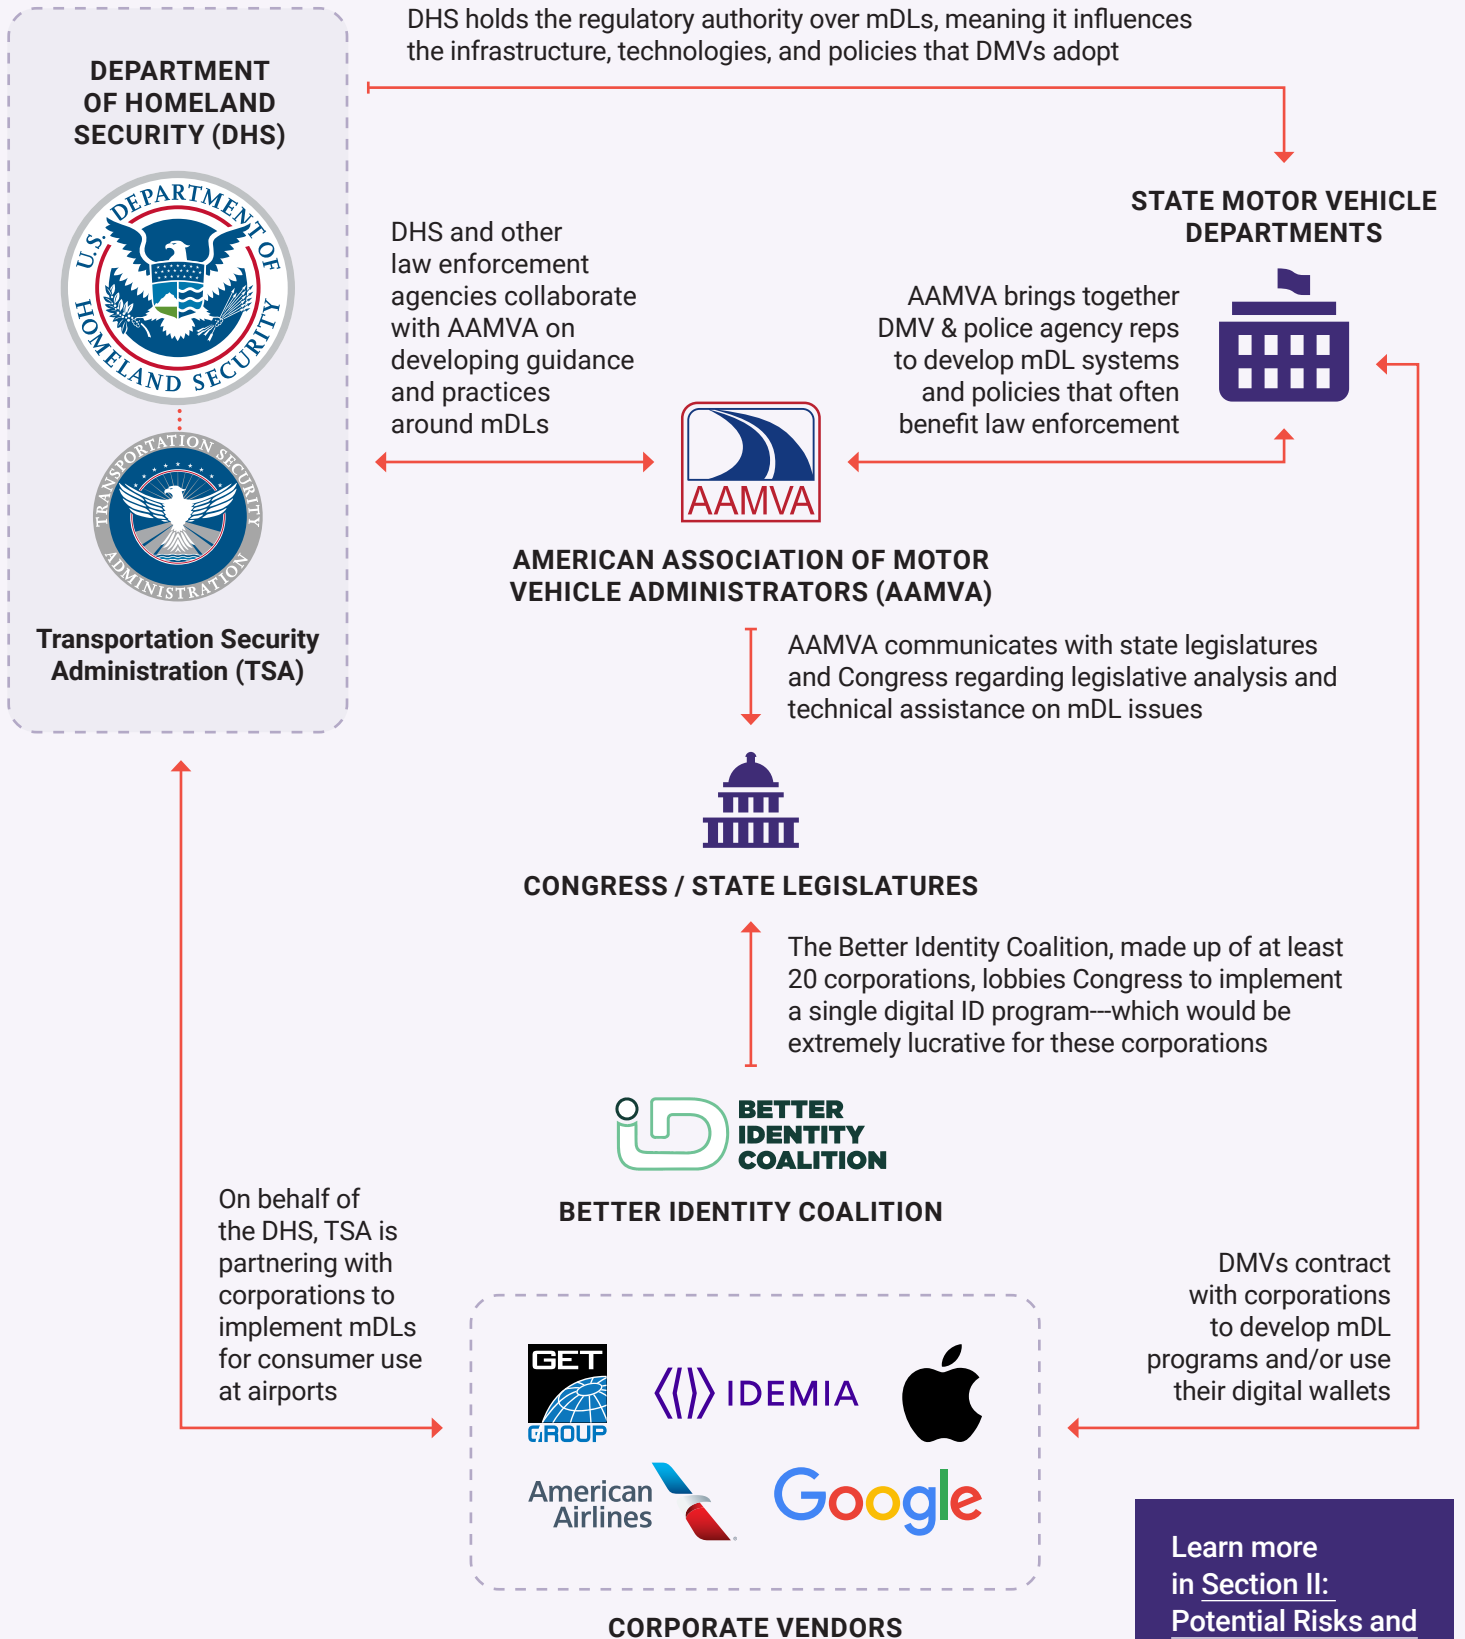 DHS holds the regulatory authority over mDLs, meaning it influences
the infrastructure, technologies, and policies that DMVs adopt
DEPARTMENT
OF HOMELAND
SECURITY (DHS)
U.S. DEPARTMENT OF
HOMELAND SECURITY
TRANSPORTATION SECURITY
ADMINISTRATION
Transportation Security
Administration (TSA)
DHS and other
law enforcement
agencies collaborate
with AAMVA on
developing guidance
and practices
around mDLs
STATE MOTOR VEHICLE
DEPARTMENTS
AAMVA brings together
DMV & police agency reps
to develop mDL systems
and policies that often
benefit law enforcement
AAMVA
AMERICAN ASSOCIATION OF MOTOR
VEHICLE ADMINISTRATORS (AAMVA)
AAMVA communicates with state legislatures
and Congress regarding legislative analysis and
technical assistance on mDL issues
CONGRESS / STATE LEGISLATURES
The Better Identity Coalition, made up of at least
20 corporations, lobbies Congress to implement
a single digital ID program---which would be
extremely lucrative for these corporations
iD
BETTER
IDENTITY
COALITION
BETTER IDENTITY COALITION
On behalf of
the DHS, TSA is
partnering with
corporations to
implement mDLs
for consumer use
at airports
DMVs contract
with corporations
to develop mDL
programs and/or use
their digital wallets
GET
GROUP
IDEMIA
American
Airlines
Google
CORPORATE VENDORS
Learn more
in Section II:
Potential Risks and